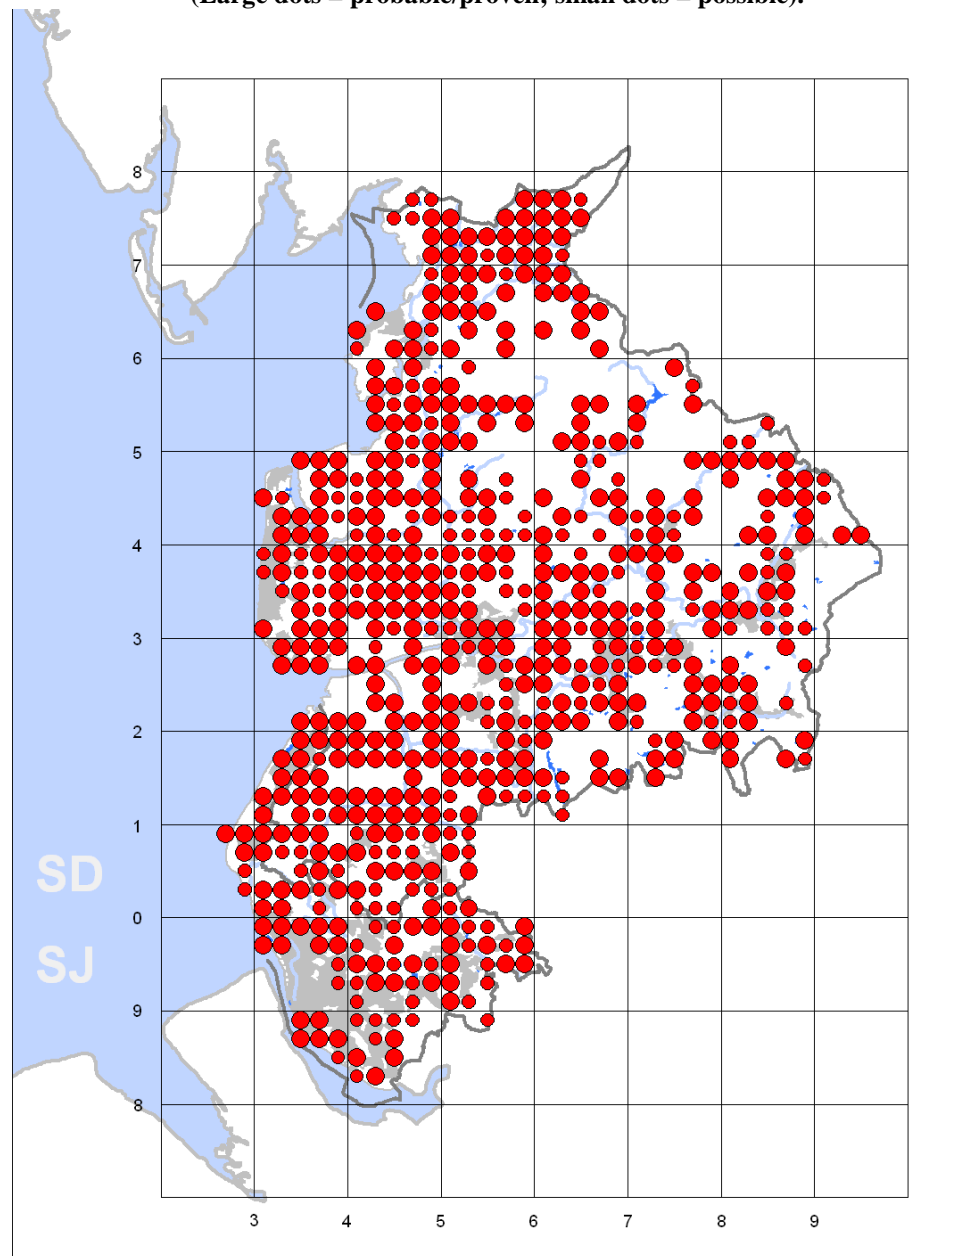 (Large dots = probable/proven; small dots = possible).
8
7
6
5
4
3
2
1
SD
0
SJ
9
8
3 4 5 6 7 8 9